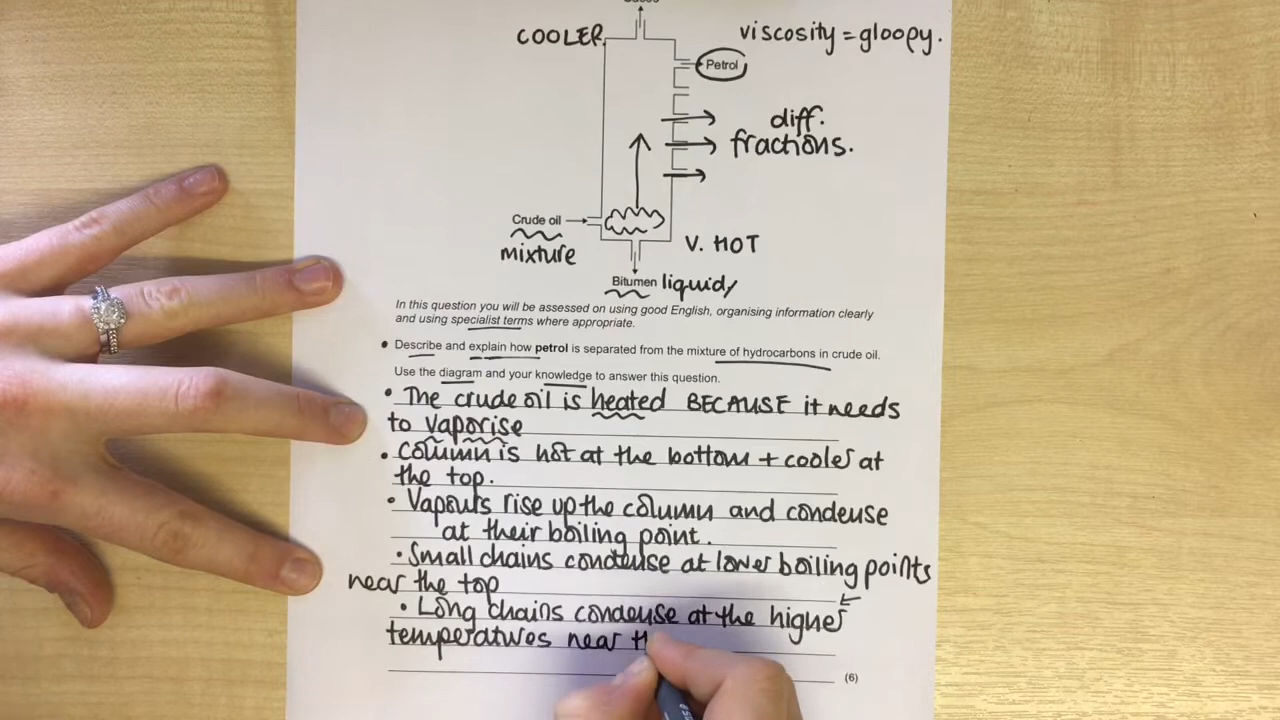 COOLER.
viscosity = gloopy.
Petrol
diff.
fractions.
Crude oil
mixture
V. HOT
Bitumen liquid
In this question you will be assessed on using good English, organising information clearly
and using specialist terms where appropriate.
• Describe and explain how petrol is separated from the mixture of hydrocarbons in crude oil.
Use the diagram and your knowledge to answer this question.
• The crude oil is heated BECAUSE it needs
to vaporise
• column is hot at the bottom + cooler at
the top.
• Vapours rise up the column and condense
at their boiling point.
• Small chains condense at lower boiling points
near the top
• Long chains condense at the higher
temperatures near th
(6)